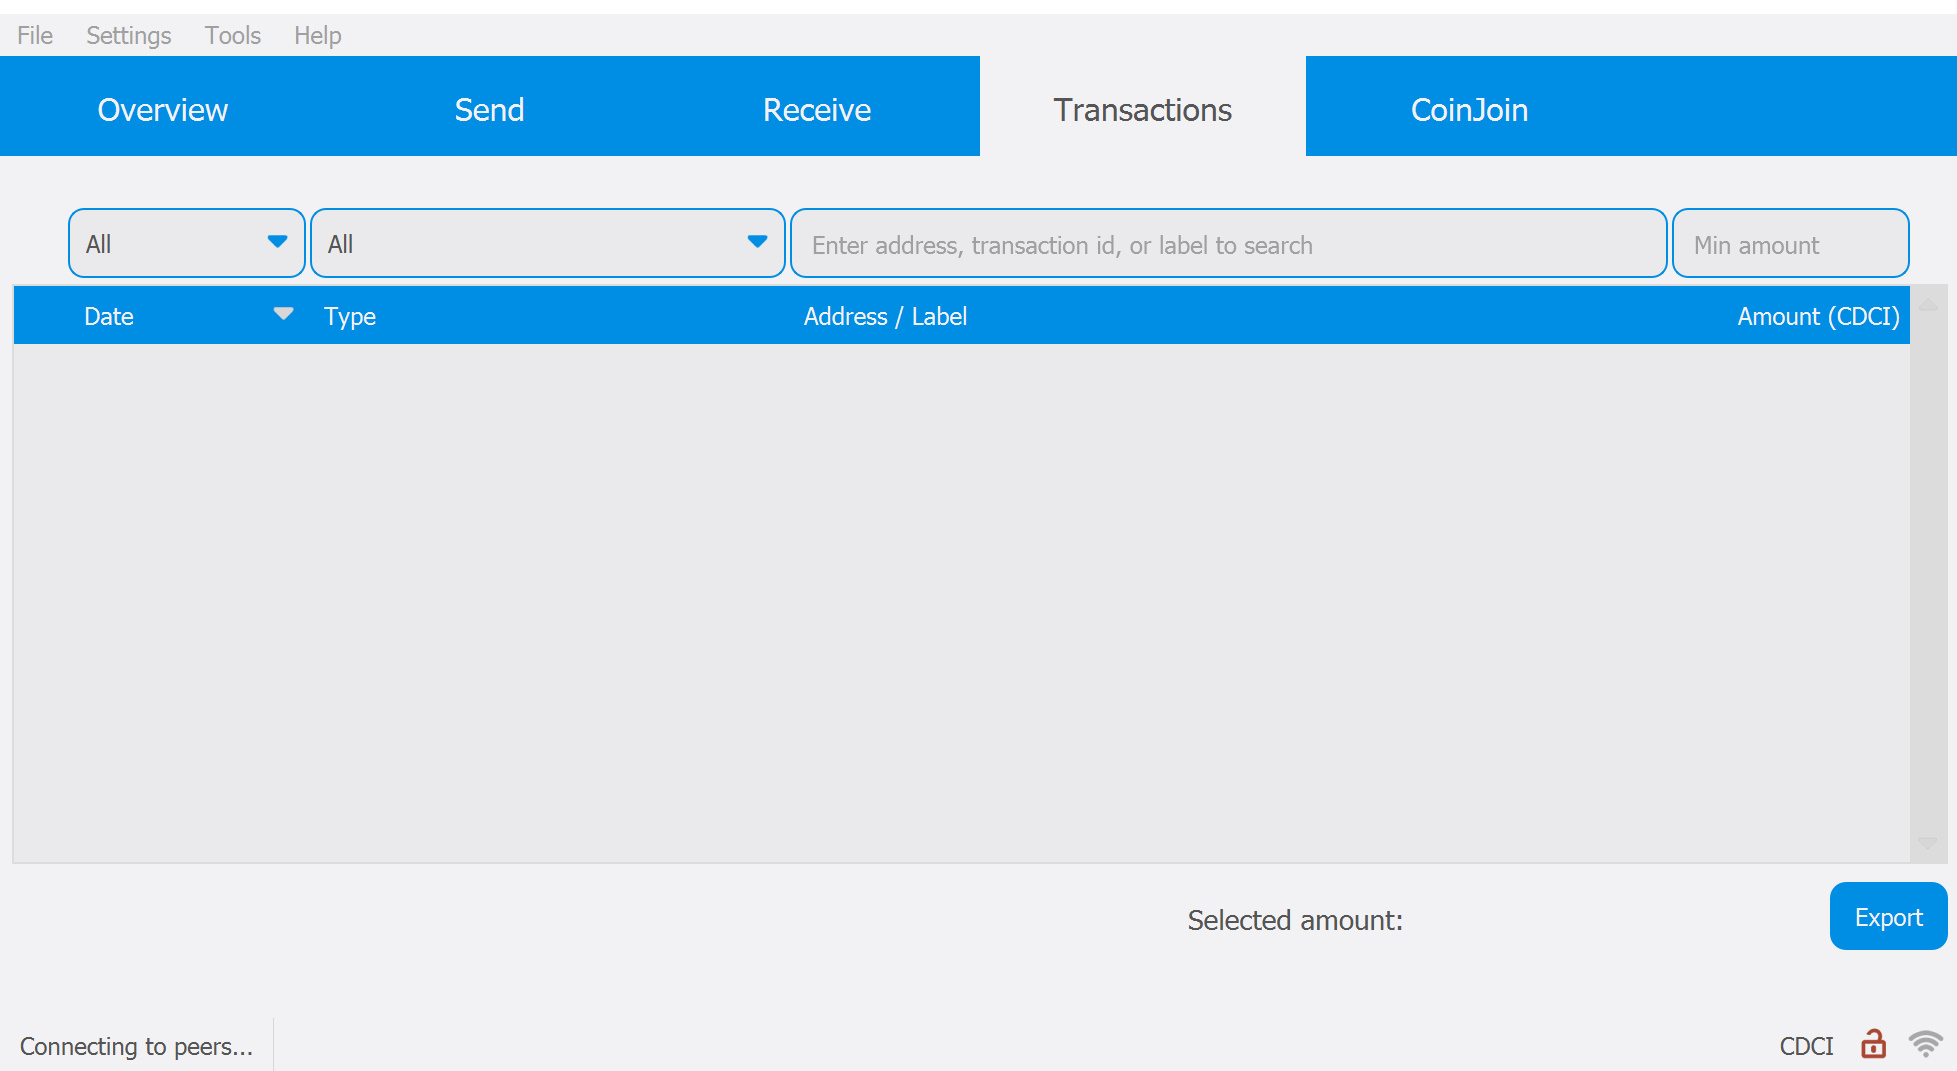 File Settings Tools Help
Overview Send Receive Transactions CoinJoin
All All Enter address, transaction id, or label to search Min amount
Date Type Address / Label Amount (CDCI)
Selected amount:
Export
Connecting to peers... CDCI